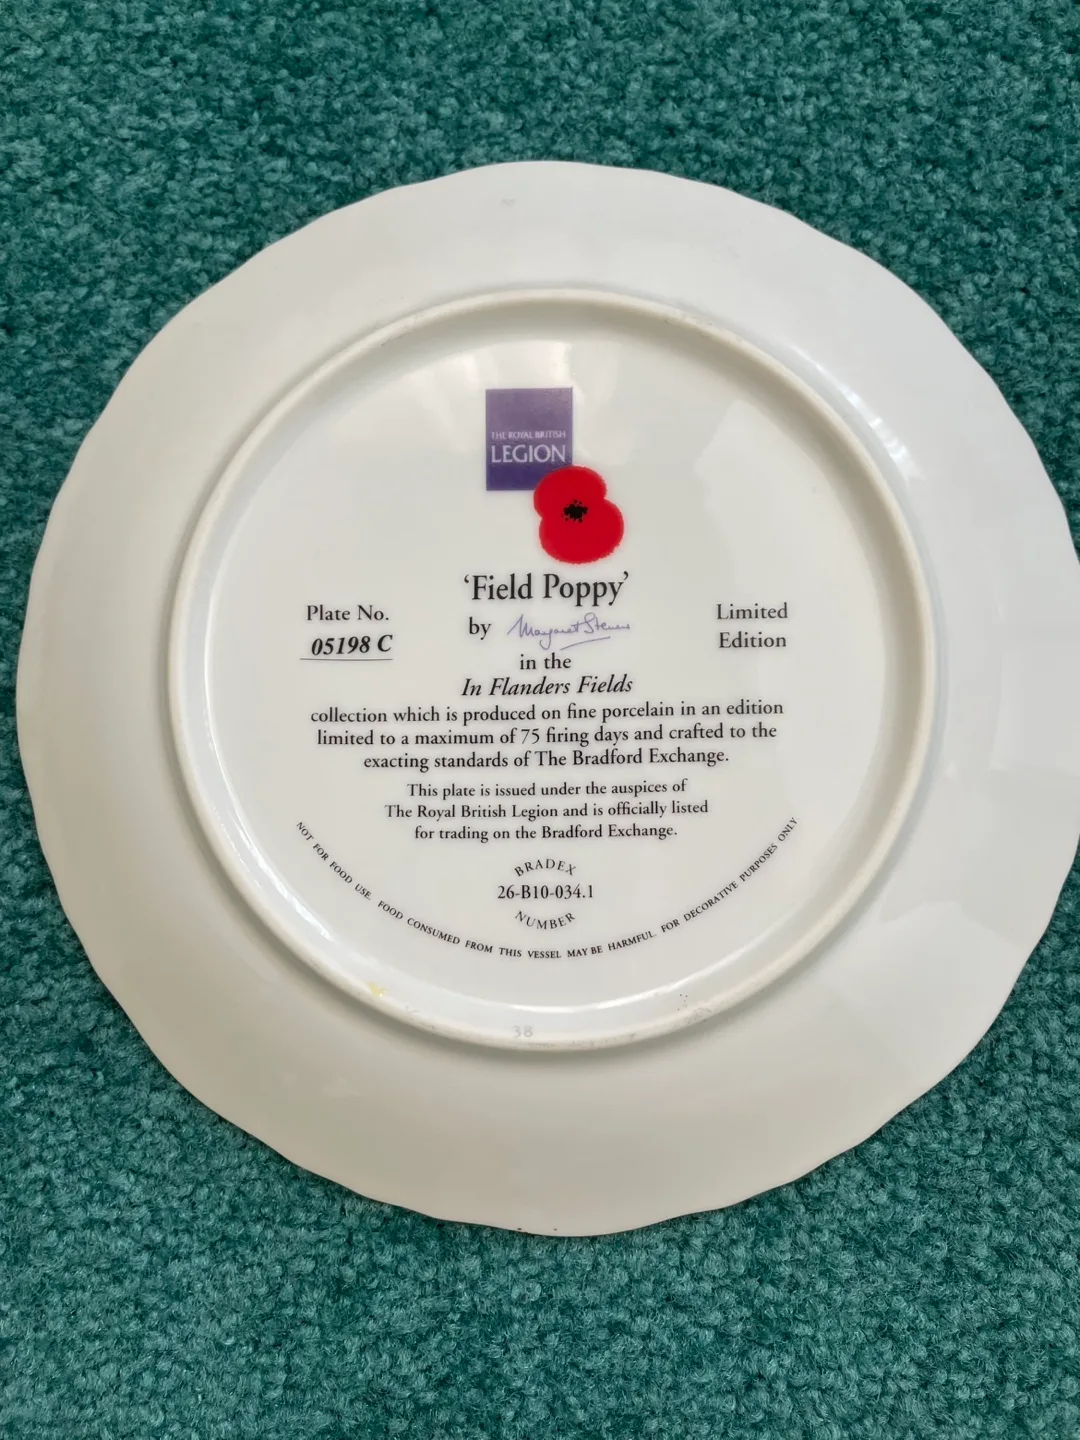 THE ROYAL BRITISH
LEGION
‘Field Poppy’
Plate No.
05198 C
by Margaret Stevens
Limited
Edition
in the
In Flanders Fields
collection which is produced on fine porcelain in an edition
limited to a maximum of 75 firing days and crafted to the
exacting standards of The Bradford Exchange.
This plate is issued under the auspices of
The Royal British Legion and is officially listed
for trading on the Bradford Exchange.
BRADEX
26-B10-034.1
NUMBER
NOT FOR FOOD USE. FOOD CONSUMED FROM THIS VESSEL MAY BE HARMFUL. FOR DECORATIVE PURPOSES ONLY
38